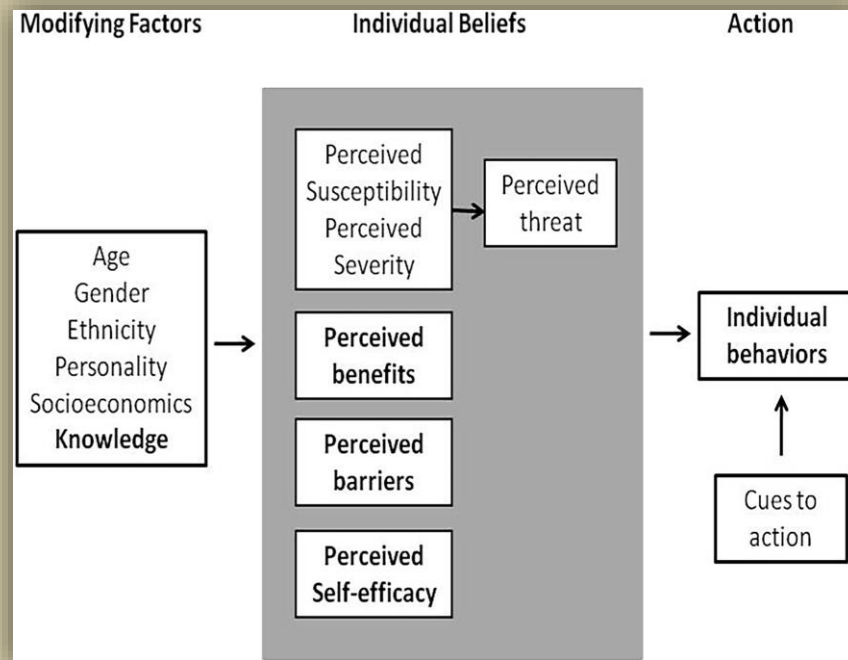 Modifying Factors
Individual Beliefs
Action
Age
Gender
Ethnicity
Personality
Socioeconomics
Knowledge
Perceived
Susceptibility
Perceived
Severity
Perceived
threat
Perceived
benefits
Perceived
barriers
Perceived
Self-efficacy
Individual
behaviors
Cues to
action